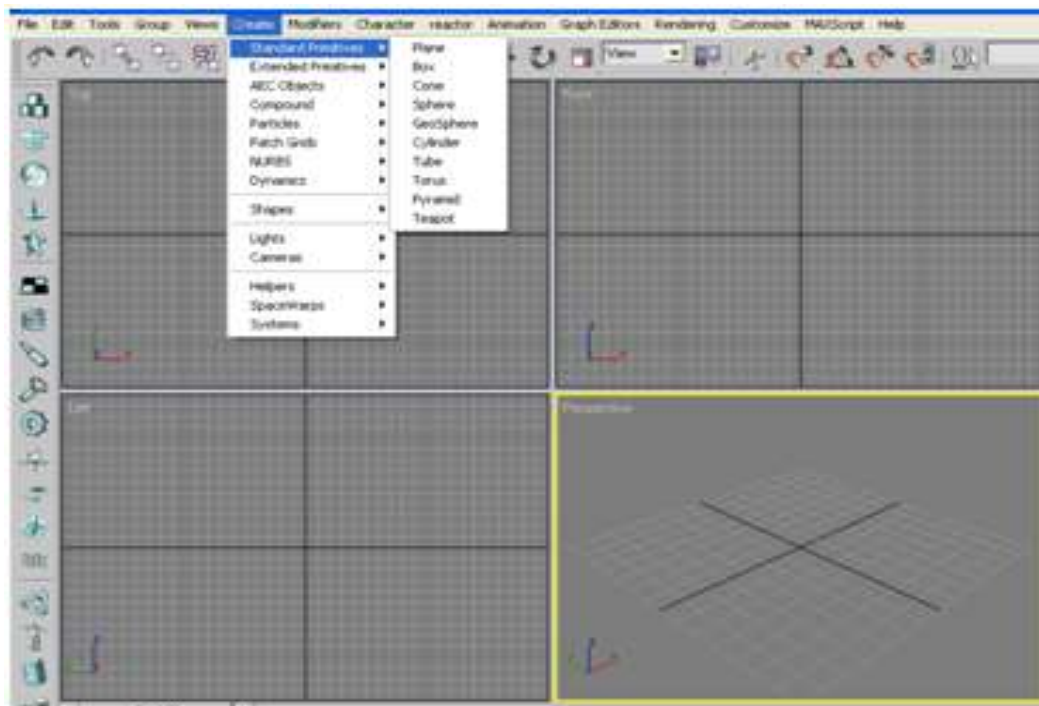 File Edit Tools Group Views Create Modifiers Character reactor Animation Graph Editors Rendering Customize MAXScript Help
View
Standard Primitives
Extended Primitives
AEC Objects
Compound
Particles
Patch Grids
NURBS
Dynamics
Shapes
Lights
Cameras
Helpers
SpaceWarps
Systems
Plane
Box
Cone
Sphere
GeoSphere
Cylinder
Tube
Torus
Pyramid
Teapot
Top
Front
Left
Perspective